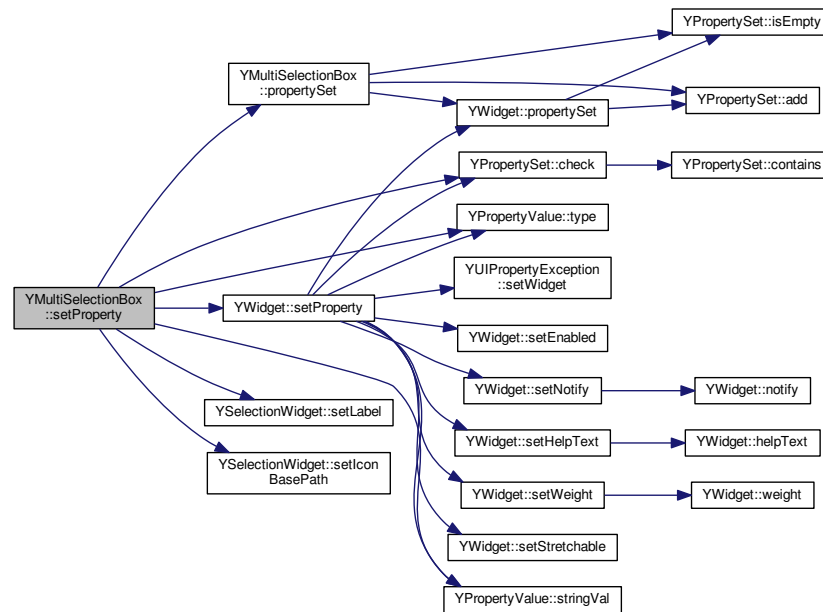 YPropertySet::isEmpty
YMultiSelectionBox
::propertySet
YPropertySet::add
YWidget::propertySet
YPropertySet::check
YPropertySet::contains
YPropertyValue::type
YUIPropertyException
::setWidget
YMultiSelectionBox
::setProperty
YWidget::setProperty
YWidget::setEnabled
YWidget::setNotify
YWidget::notify
YSelectionWidget::setLabel
YWidget::setHelpText
YWidget::helpText
YSelectionWidget::setIcon
BasePath
YWidget::setWeight
YWidget::weight
YWidget::setStretchable
YPropertyValue::stringVal